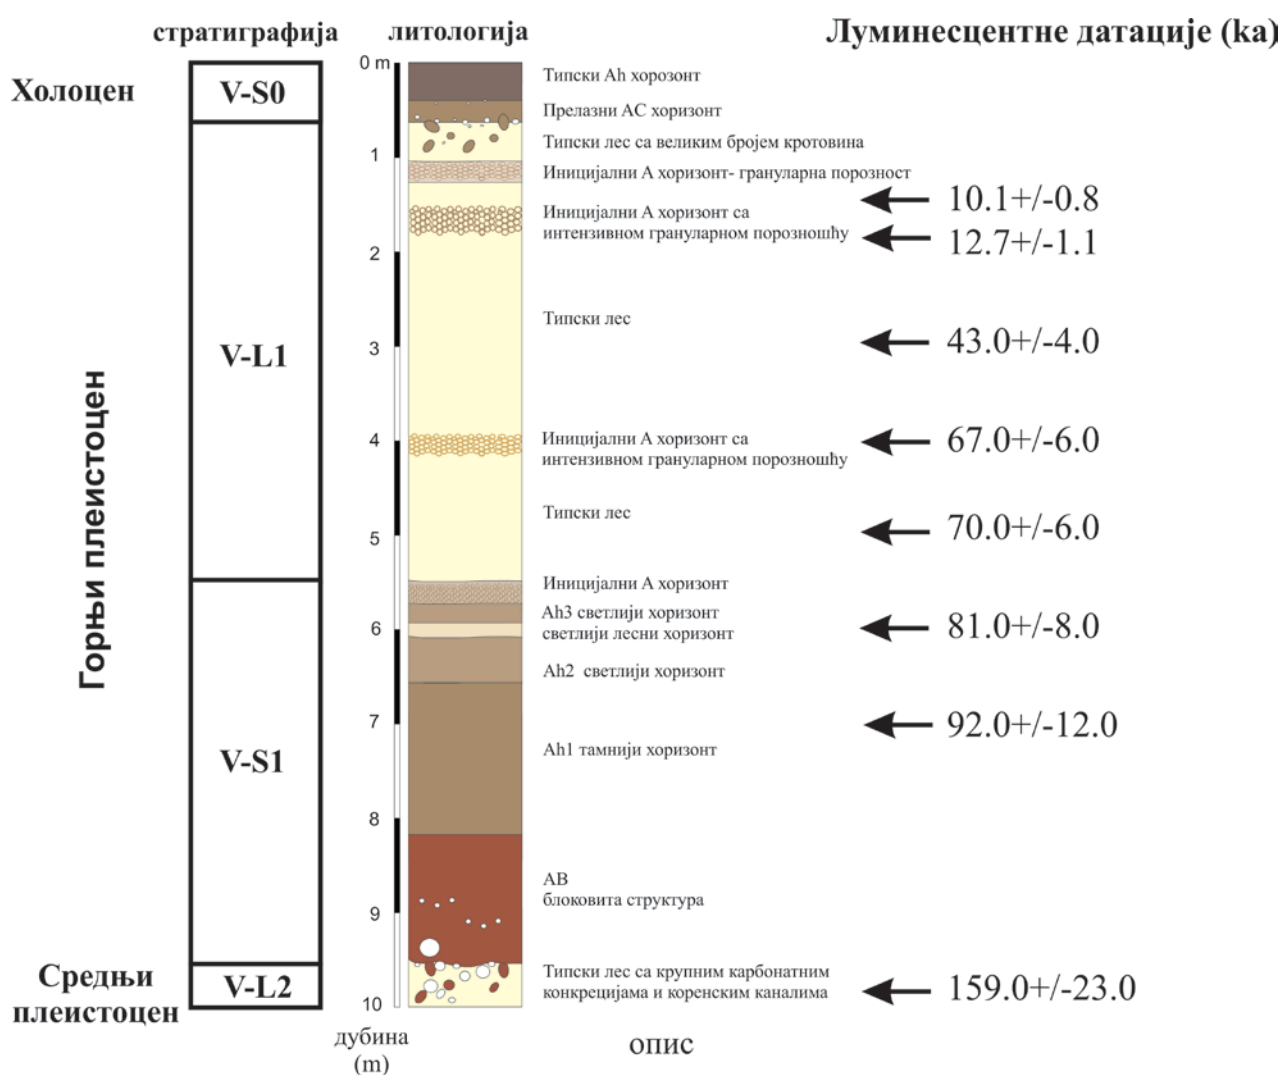 стратиграфија
литологија
Луминесцентне датације (ka)
Холоцен
V-S0
0 m
Типски Ah хорозонт
Прелазни AC хоризонт
Типски лес са великим бројем кротовина
1
Иницијални А хоризонт- грануларна порозност
10.1+/-0.8
Иницијални А хоризонт са
интензивном грануларном порозношћу
12.7+/-1.1
2
Типски лес
43.0+/-4.0
3
V-L1
Горњи плеистоцен
4
Иницијални А хоризонт са
интензивном грануларном порозношћу
67.0+/-6.0
Типски лес
70.0+/-6.0
5
Иницијални А хоризонт
Ah3 светлији хоризонт
светлији лесни хоризонт
81.0+/-8.0
6
Ah2 светлији хоризонт
7
92.0+/-12.0
Ah1 тамнији хоризонт
V-S1
8
AB
блоковита структура
9
Средњи
плеистоцен
V-L2
Типски лес са крупним карбонатним
конкрецијама и коренским каналима
159.0+/-23.0
10
дубина
(m)
опис